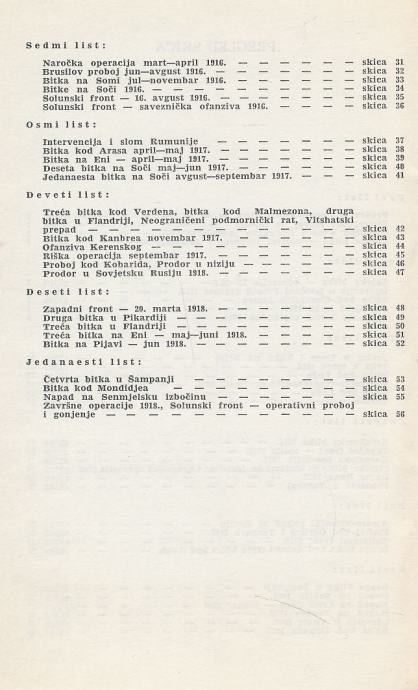 Sedmi list:
Naročka operacija mart—april 1916. — — — — — — skica 31
Brusilov proboj jun—avgust 1916. — — — — — — skica 32
Bitka na Somi jul—novembar 1916. — — — — — — skica 33
Bitke na Soči 1916. — — — — — — — — — skica 34
Solunski front — 16. avgust 1916. — — — — — — skica 35
Solunski front — saveznička ofanziva 1916. — — — — skica 36
Osmi list:
Intervencija i slom Rumunije — — — — — — — skica 37
Bitka kod Arasa april—maj 1917. — — — — — — skica 38
Bitka na Eni — april—maj 1917. — — — — — — skica 39
Deseta bitka na Soči maj—jun 1917. — — — — — skica 40
Jedanaesta bitka na Soči avgust—septembar 1917. — — — skica 41
Deveti list:
Treća bitka kod Verdena, bitka kod Malmezona, druga
bitka u Flandriji, Neograničeni podmornički rat, Vitshatski
prepad — — — — — — — — — — — — skica 42
Bitka kod Kanbrea novembar 1917. — — — — — — skica 43
Ofanziva Kerenskog — — — — — — — — — skica 44
Riška operacija septembar 1917. — — — — — — skica 45
Proboj kod Kobarida, Prodor u niziju — — — — — skica 46
Prodor u Sovjetsku Rusiju 1918. — — — — — — skica 47
Deseti list:
Zapadni front — 20. marta 1918. — — — — — — skica 48
Druga bitka u Pikardiji — — — — — — — — skica 49
Treća bitka u Flandriji — — — — — — — — skica 50
Treća bitka na Eni — maj—juni 1918. — — — — — skica 51
Bitka na Pijavi — jun 1918. — — — — — — — skica 52
Jedanaesti list:
Četvrta bitka u Šampanji — — — — — — — skica 53
Bitka kod Mondidjea — — — — — — — — skica 54
Napad na Senmjelsku izbočinu — — — — — — — skica 55
Završne operacije 1918., Solunski front — operativni proboj
i gonjenje — — — — — — — — — — — skica 56